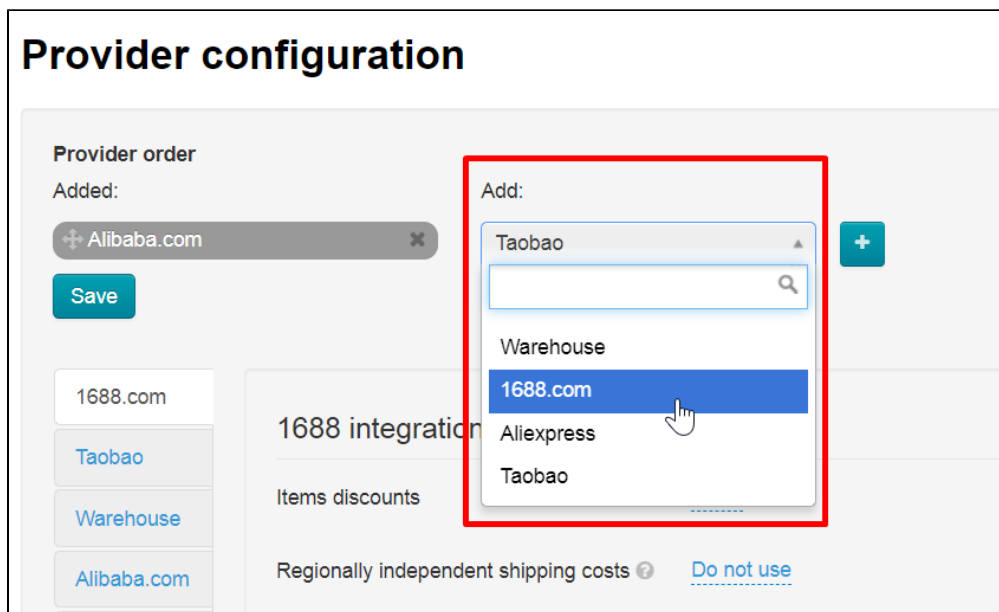 Provider configuration
Provider order
Added:
Alibaba.com
Save
Add:
Taobao
Warehouse
1688.com
Aliexpress
Taobao
1688.com
Taobao
Warehouse
Alibaba.com
1688 integration
Items discounts
Regionally independent shipping costs ? Do not use